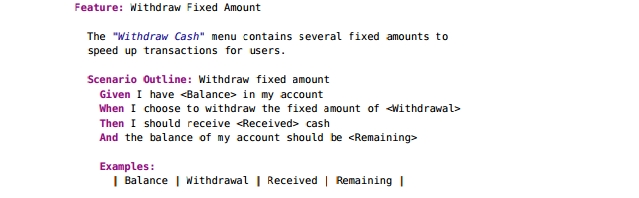 Feature: Withdraw Fixed Amount
The "Withdraw Cash" menu contains several fixed amounts to
speed up transactions for users.
Scenario Outline: Withdraw fixed amount
Given I have <Balance> in my account
When I choose to withdraw the fixed amount of <Withdrawal>
Then I should receive <Received> cash
And the balance of my account should be <Remaining>
Examples:
| Balance | Withdrawal | Received | Remaining |